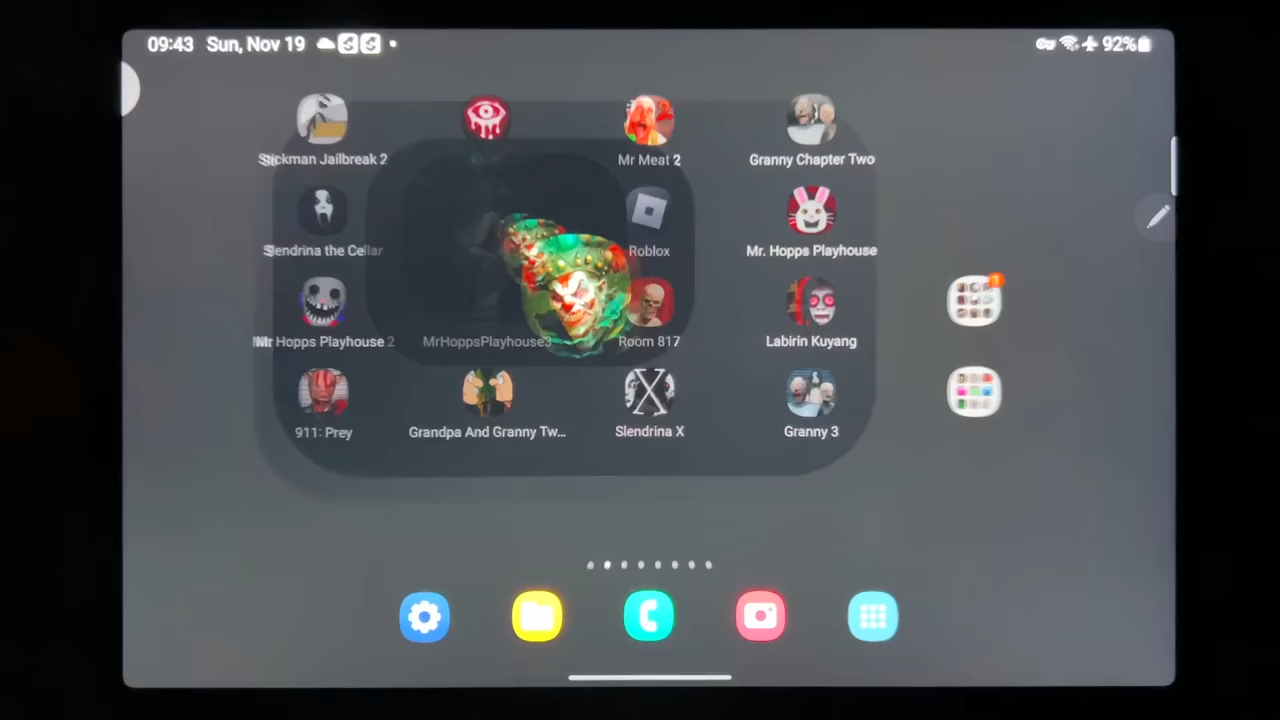 09:43 Sun, Nov 19
92%
Stickman Jailbreak 2
Mr Meat 2
Granny Chapter Two
Slendrina the Cellar
Roblox
Mr. Hopps Playhouse
Mr Hopps Playhouse 2
MrHoppsPlayhouse3
Room 817
Labirin Kuyang
911: Prey
Grandpa And Granny Tw...
Slendrina X
Granny 3